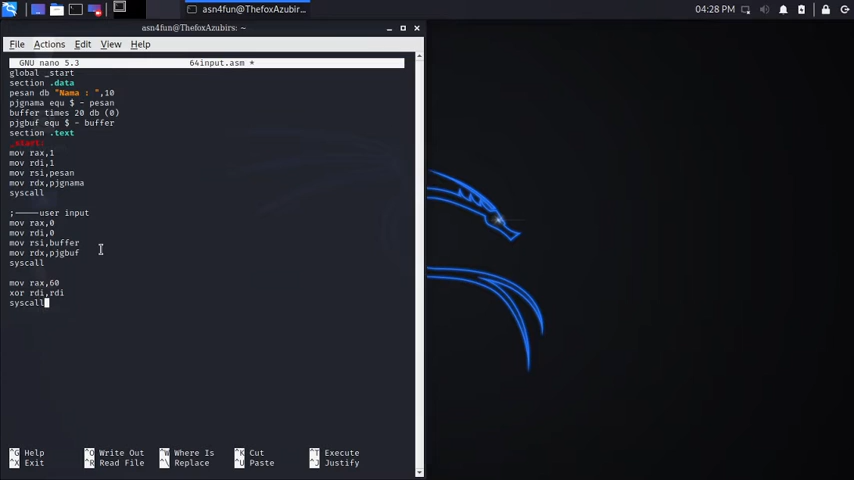 asn4fun@ThefoxAzubirs: ~...
04:28 PM
asn4fun@ThefoxAzubirs: ~
File Actions Edit View Help
GNU nano 5.3 64input.asm *
global _start
section .data
pesan db "Nama : ",10
pjgnama equ $ - pesan
buffer times 20 db (0)
pjgbuf equ $ - buffer
section .text
_start:
mov rax,1
mov rdi,1
mov rsi,pesan
mov rdx,pjgnama
syscall
;-----user input
mov rax,0
mov rdi,0
mov rsi,buffer
mov rdx,pjgbuf
syscall
mov rax,60
xor rdi,rdi
syscall
^G Help ^O Write Out ^W Where Is ^K Cut ^T Execute
^X Exit ^R Read File ^\ Replace ^U Paste ^J Justify